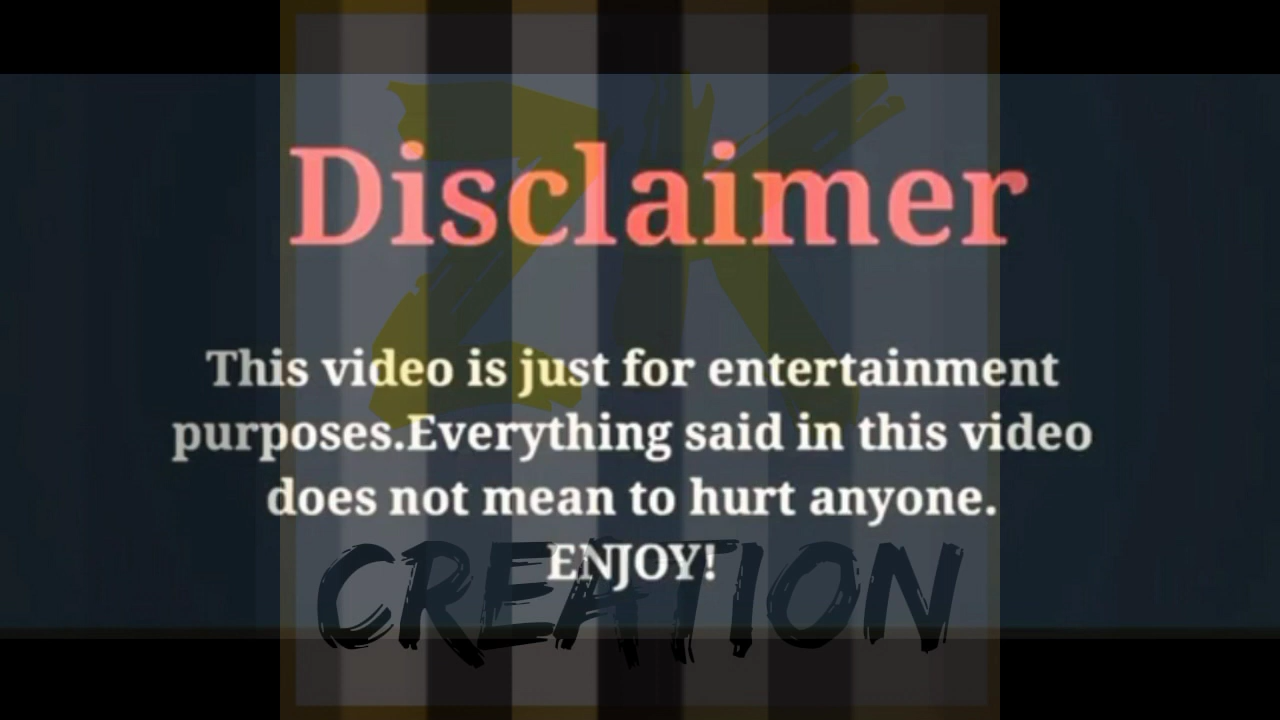 ZK
Disclaimer
This video is just for entertainment
purposes.Everything said in this video
does not mean to hurt anyone.
ENJOY!
CREATION